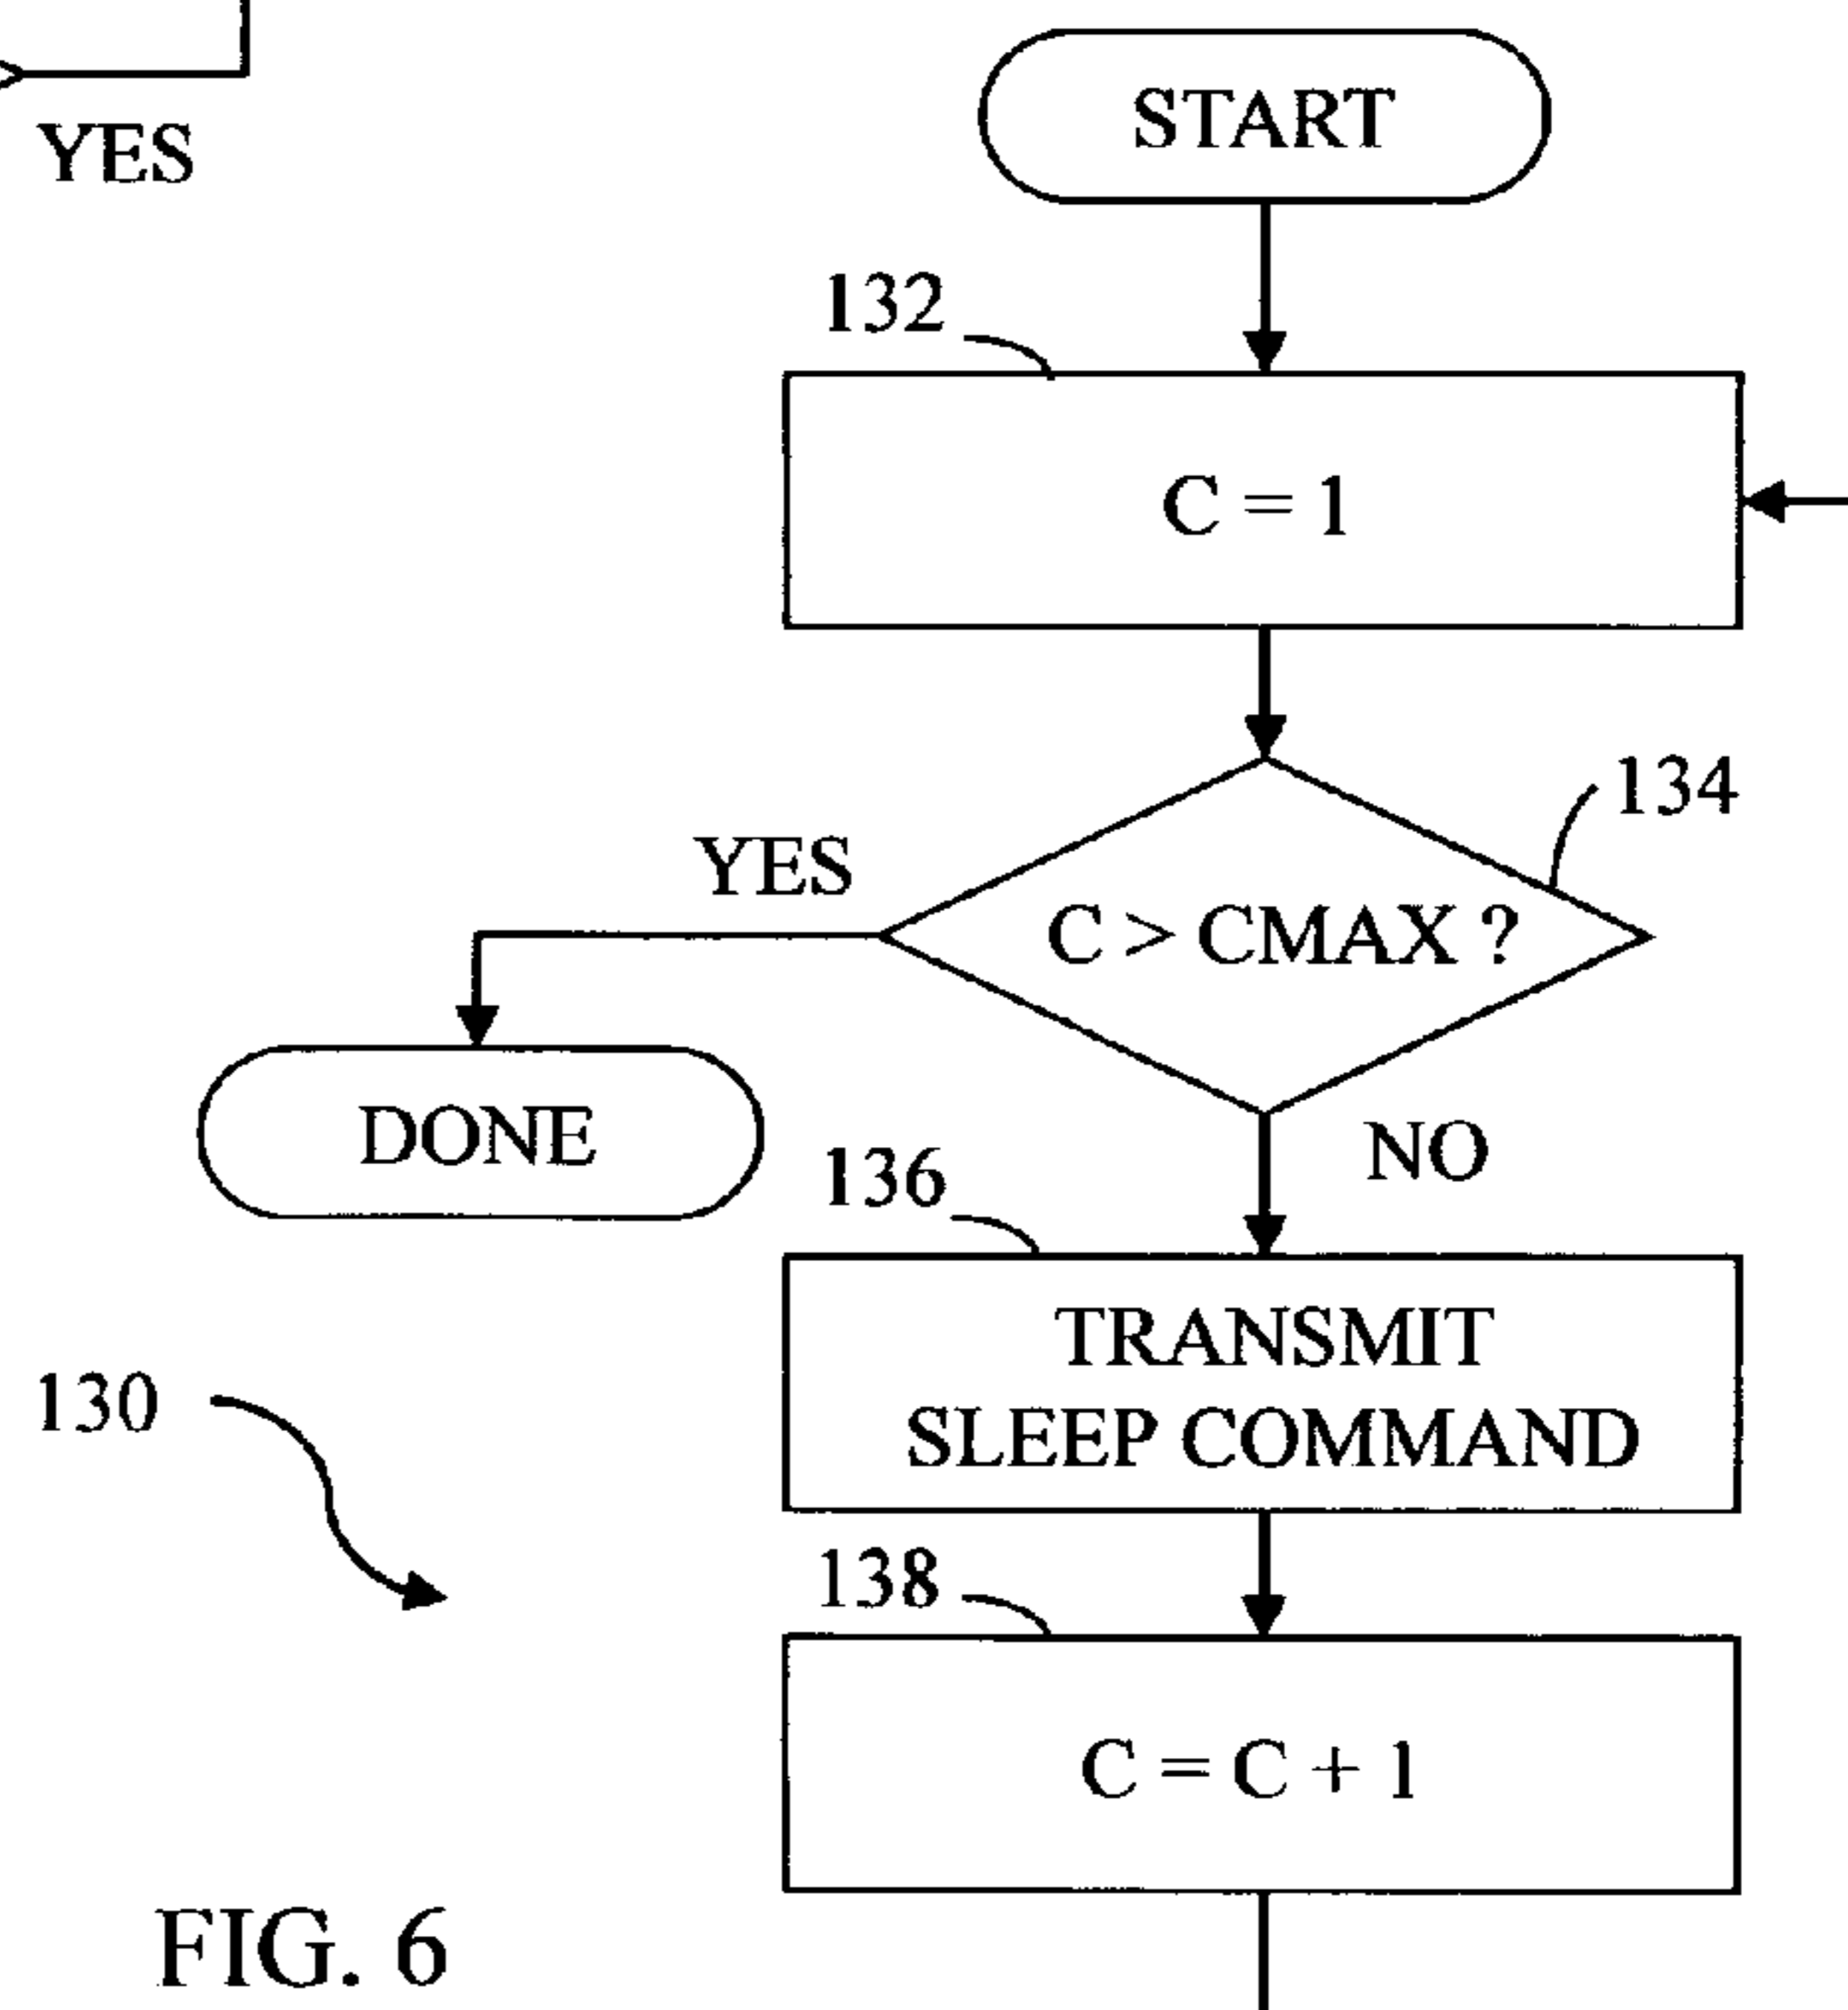 YES
START
132
C = 1
134
YES
C > CMAX ?
DONE
NO
136
TRANSMIT
SLEEP COMMAND
130
138
C = C + 1
FIG. 6